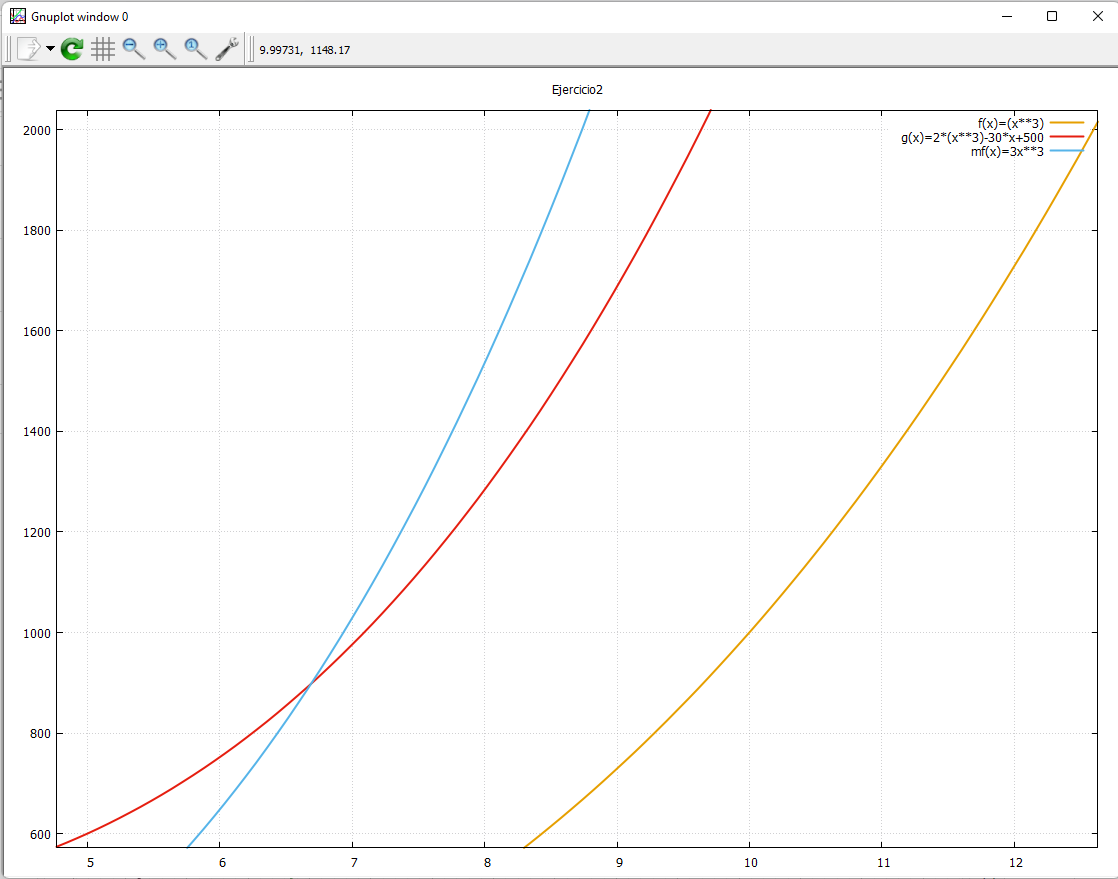 Gnuplot window 0
9.99731, 1148.17
Ejercicio2
f(x)=(x**3)
g(x)=2*(x**3)-30*x+500
mf(x)=3x**3
2000
1800
1600
1400
1200
1000
800
600
5 6 7 8 9 10 11 12